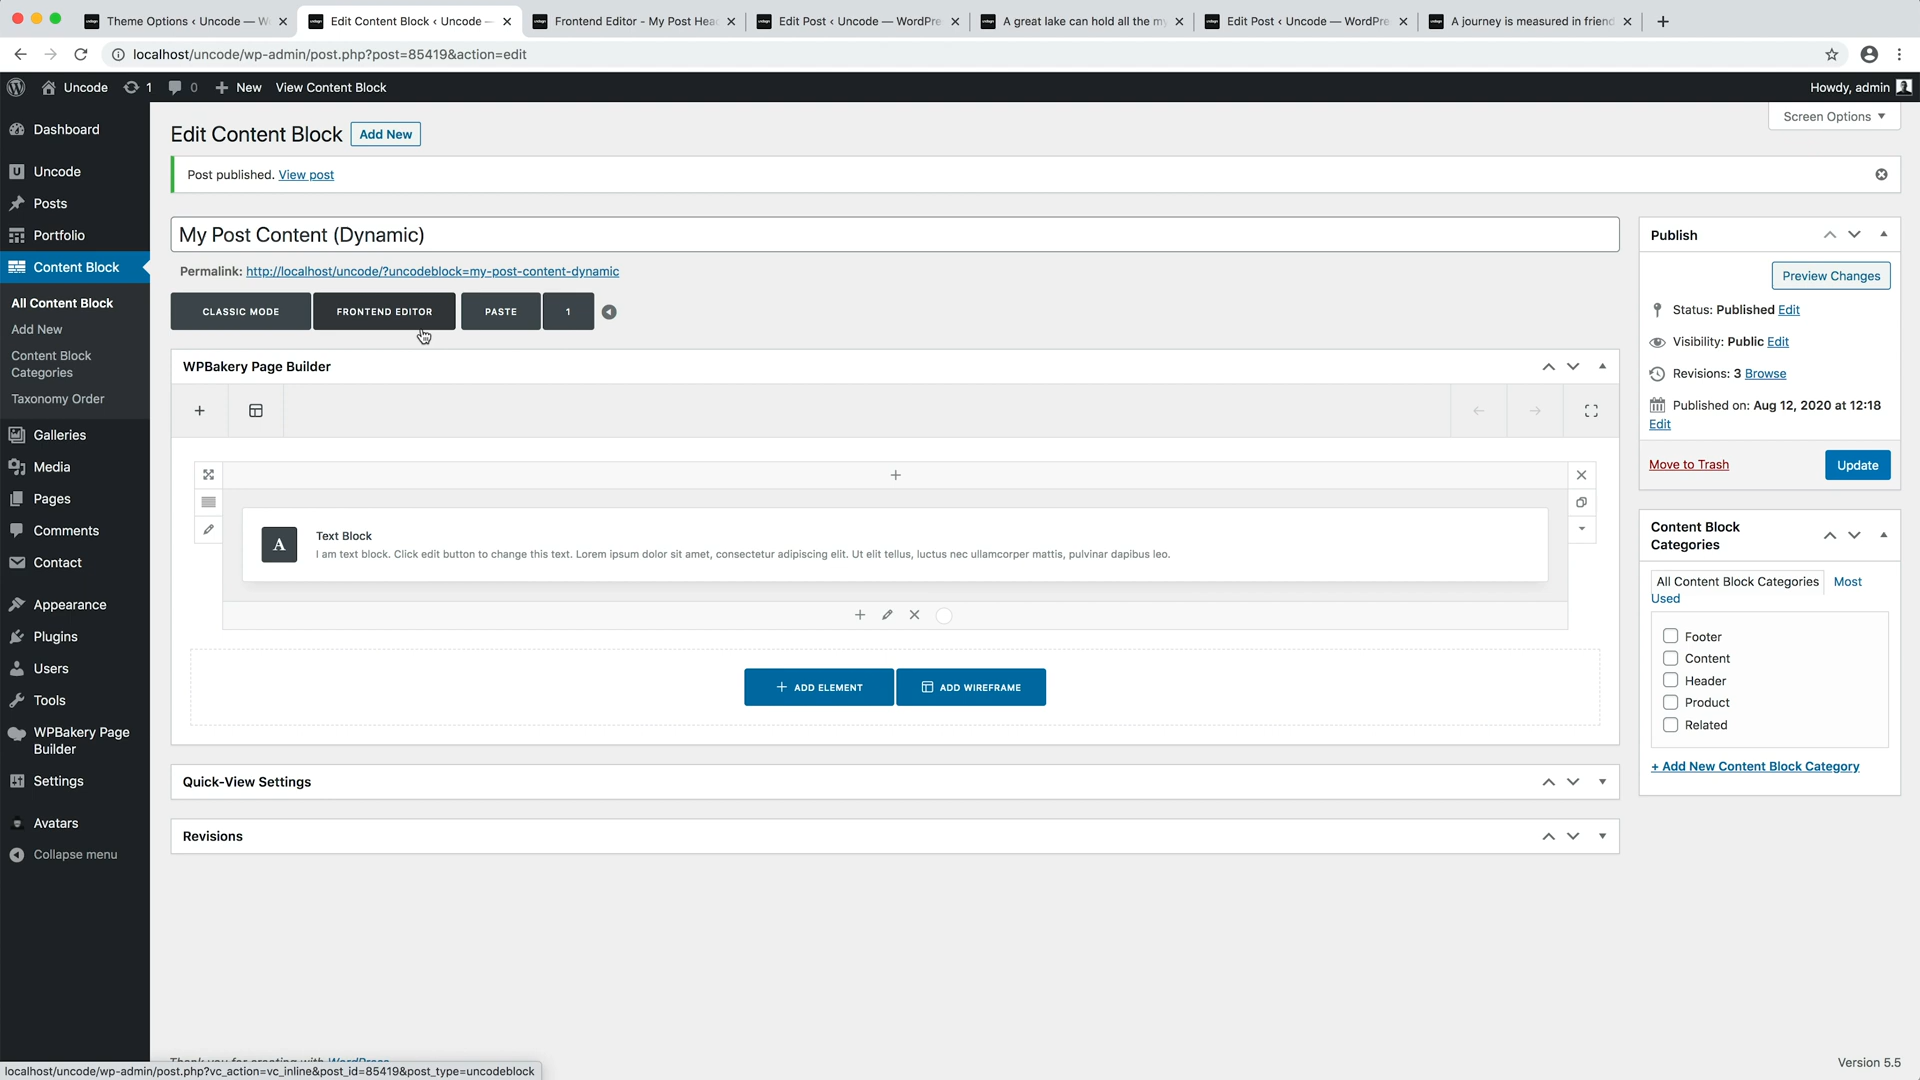 Theme Options ‹ Uncode — W
Edit Content Block ‹ Uncode —
Frontend Editor - My Post Hea
Edit Post ‹ Uncode — WordPre
A great lake can hold all the my
Edit Post ‹ Uncode — WordPre
A journey is measured in friend
localhost/uncode/wp-admin/post.php?post=85419&action=edit
Uncode
1
0
New
View Content Block
Howdy, admin
Dashboard
Uncode
Posts
Portfolio
Content Block
All Content Block
Add New
Content Block
Categories
Taxonomy Order
Galleries
Media
Pages
Comments
Contact
Appearance
Plugins
Users
Tools
WPBakery Page
Builder
Settings
Avatars
Collapse menu
Screen Options
Edit Content Block
Add New
Post published. View post
My Post Content (Dynamic)
Permalink: http://localhost/uncode/?uncodeblock=my-post-content-dynamic
CLASSIC MODE
FRONTEND EDITOR
PASTE
1
WPBakery Page Builder
A
Text Block
I am text block. Click edit button to change this text. Lorem ipsum dolor sit amet, consectetur adipiscing elit. Ut elit tellus, luctus nec ullamcorper mattis, pulvinar dapibus leo.
ADD ELEMENT
ADD WIREFRAME
Quick-View Settings
Revisions
Publish
Preview Changes
Status: Published Edit
Visibility: Public Edit
Revisions: 3 Browse
Published on: Aug 12, 2020 at 12:18
Edit
Move to Trash
Update
Content Block
Categories
All Content Block Categories
Most
Used
Footer
Content
Header
Product
Related
+ Add New Content Block Category
Thank you for creating with WordPress
Version 5.5
localhost/uncode/wp-admin/post.php?vc_action=vc_inline&post_id=85419&post_type=uncodeblock